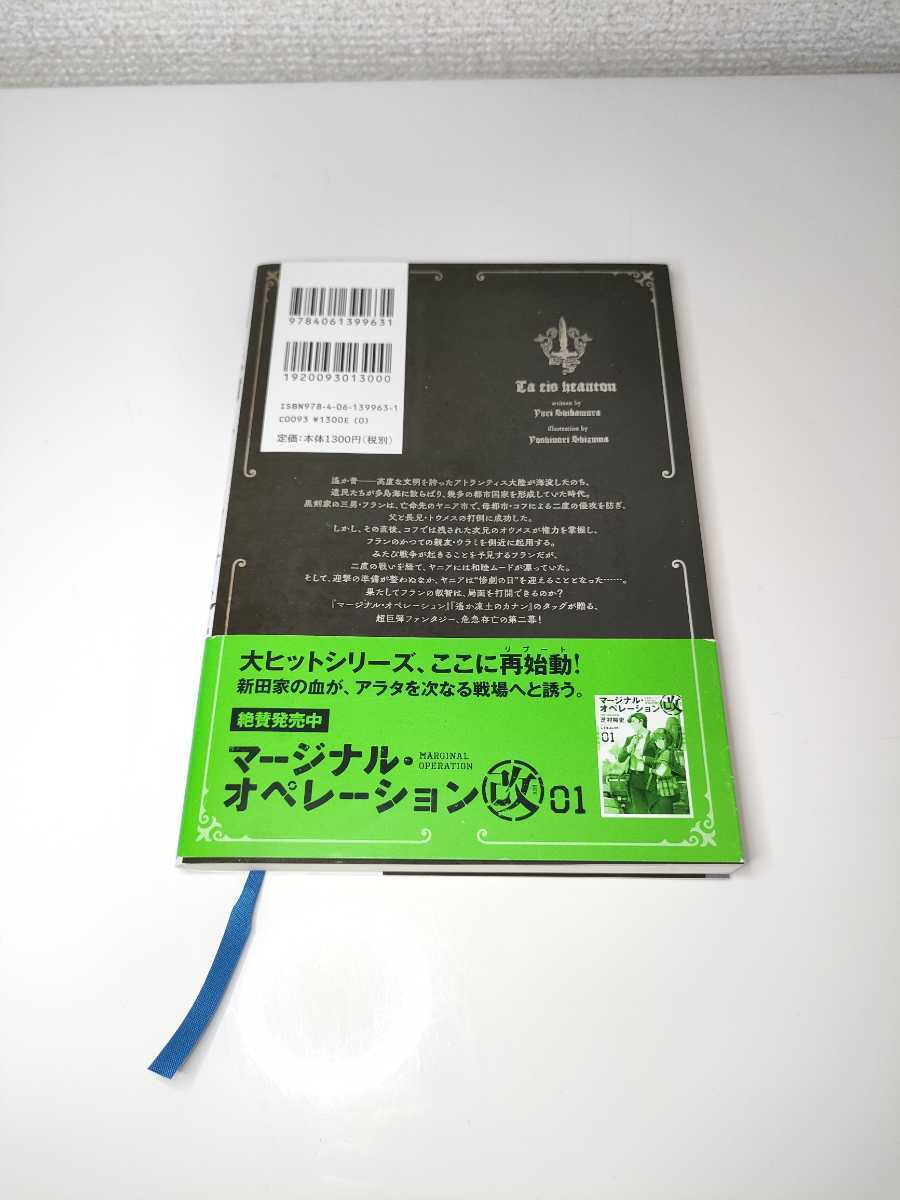 9784061399631
1920093013000
ISBN978-4-06-139963-1
C0093 ¥1300E (0)
定価:本体1300円(税別)
Ta eis heauton
written by
Yuri Shibamura
illustration by
Yoshinori Shizuma
遙か昔――高度な文明を誇ったアトランティス大陸が海没したのち、
遺民たちが多島海に散らばり、幾多の都市国家を形成していた時代。
黒剣家の三男・フランは、亡命先のヤニア市で、母都市・コフによる二度の侵攻を防ぎ、
父と長兄・トウメスの打倒に成功した。
しかし、その直後、コフでは残された次兄のオウメスが権力を掌握し、
フランのかつての親友・ウラミを側近に起用する。
みたび戦争が起きることを予見するフランだが、
二度の戦いを経て、ヤニアには和睦ムードが漂っていた。
そして、迎撃の準備が整わぬなか、ヤニアは“惨劇の日”を迎えることとなった……。
果たしてフランの叡智は、局面を打開できるのか?
『マージナル・オペレーション』『遙か凍土のカナン』のタッグが贈る、
超巨弾ファンタジー、危急存亡の第二幕!
リブート
大ヒットシリーズ、ここに再始動!
新田家の血が、アラタを次なる戦場へと誘う。
絶賛発売中
マージナル・
MARGINAL
OPERATION
オペレーション改 01
マージナル・
オペレーション改
芝村裕吏
01